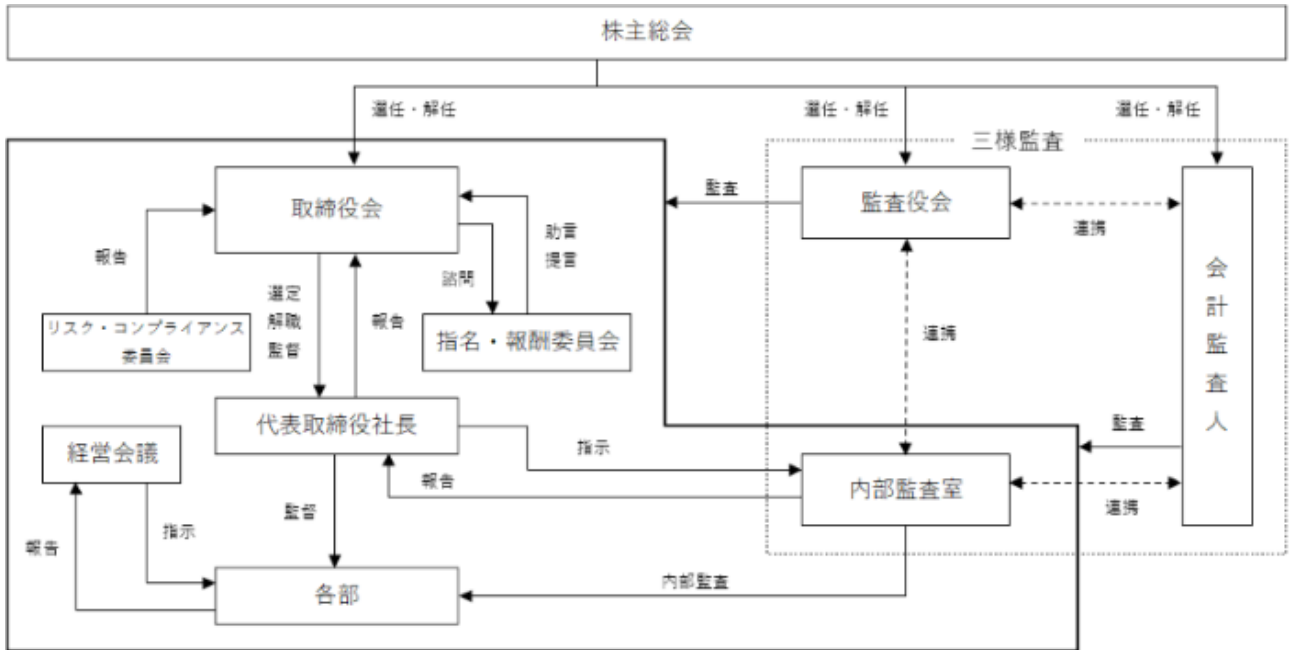 株主総会
選任・解任
選任・解任
選任・解任
三様監査
取締役会
監査
監査役会
連携
報告
助言
提言
諮問
選定
解職
監督
報告
リスク・コンプライアンス
委員会
指名・報酬委員会
連携
会計監査人
代表取締役社長
経営会議
指示
監査
報告
内部監査室
連携
監督
指示
報告
各部
内部監査